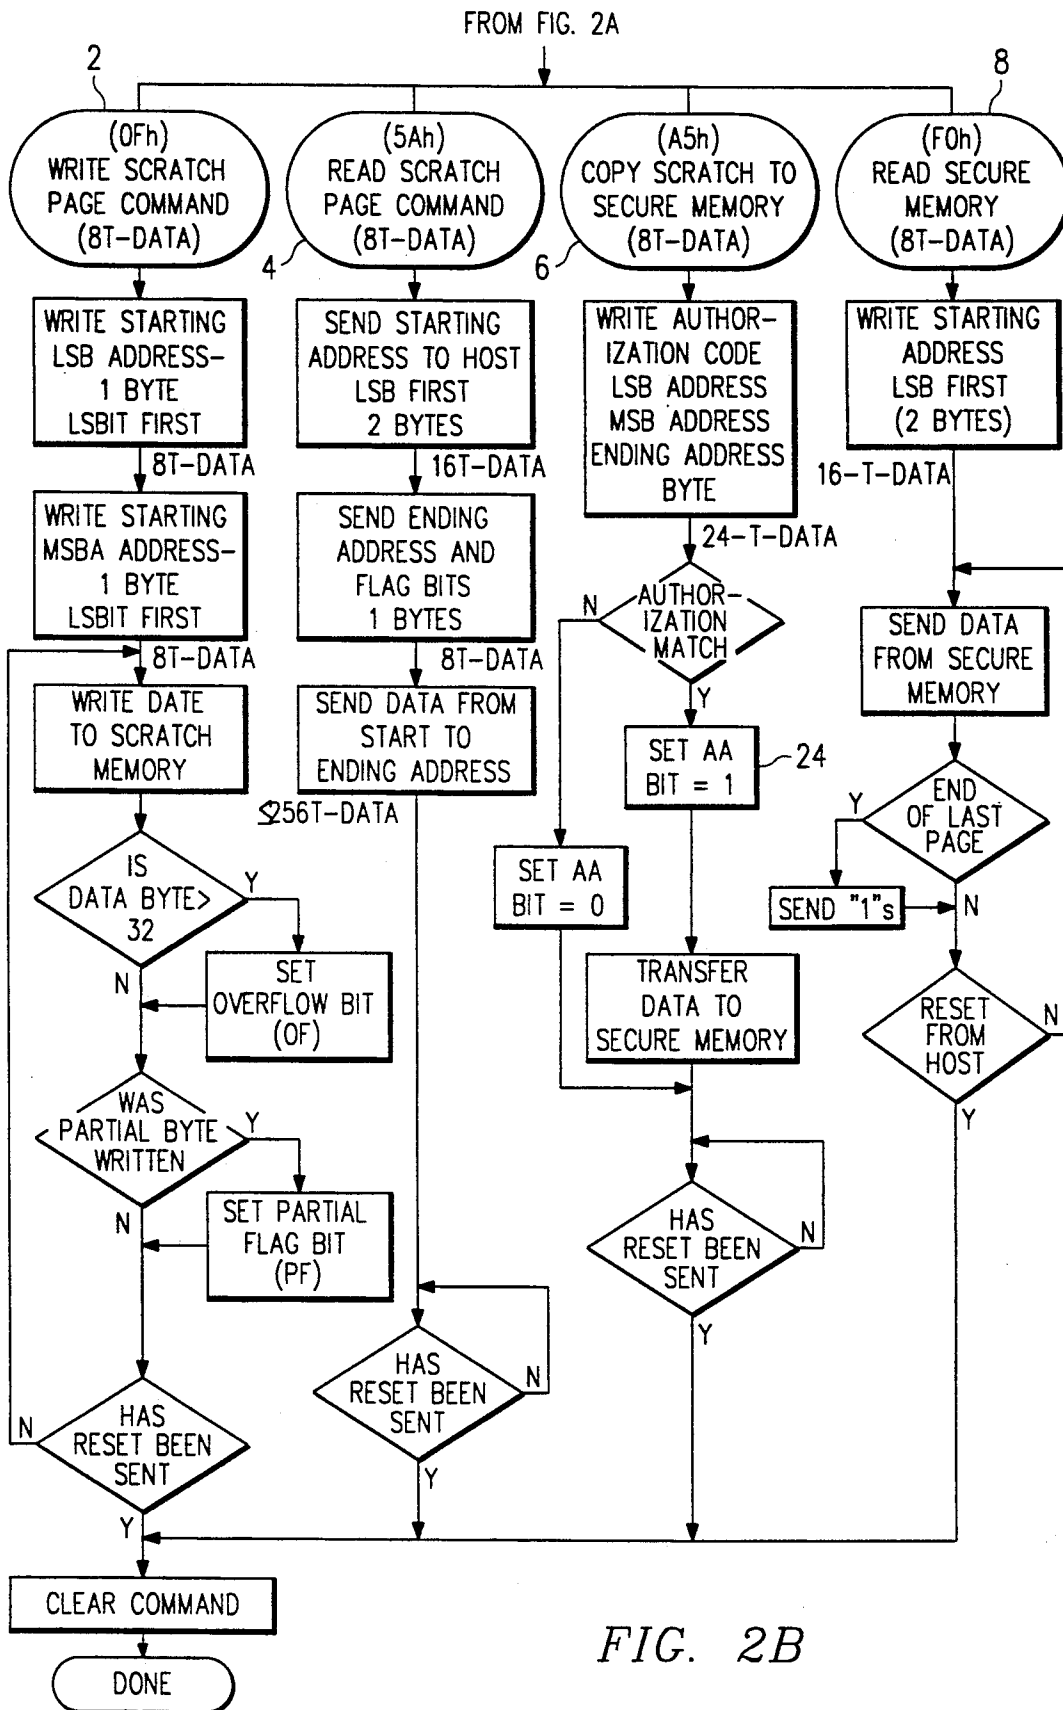 FROM FIG. 2A
2
(0Fh)
WRITE SCRATCH
PAGE COMMAND
(8T-DATA)
WRITE STARTING
LSB ADDRESS-
1 BYTE
LSBIT FIRST
8T-DATA
WRITE STARTING
MSBA ADDRESS-
1 BYTE
LSBIT FIRST
8T-DATA
WRITE DATE
TO SCRATCH
MEMORY
IS
DATA BYTE>
32
Y
N
SET
OVERFLOW BIT
(OF)
WAS
PARTIAL BYTE
WRITTEN
Y
N
SET PARTIAL
FLAG BIT
(PF)
HAS
RESET BEEN
SENT
N
Y
CLEAR COMMAND
DONE
4
(5Ah)
READ SCRATCH
PAGE COMMAND
(8T-DATA)
SEND STARTING
ADDRESS TO HOST
LSB FIRST
2 BYTES
16T-DATA
SEND ENDING
ADDRESS AND
FLAG BITS
1 BYTES
8T-DATA
SEND DATA FROM
START TO
ENDING ADDRESS
≤256T-DATA
HAS
RESET BEEN
SENT
N
Y
6
(A5h)
COPY SCRATCH TO
SECURE MEMORY
(8T-DATA)
WRITE AUTHOR-
IZATION CODE
LSB ADDRESS
MSB ADDRESS
ENDING ADDRESS
BYTE
24-T-DATA
AUTHOR-
IZATION
MATCH
N
Y
SET AA
BIT = 1
24
SET AA
BIT = 0
TRANSFER
DATA TO
SECURE MEMORY
HAS
RESET BEEN
SENT
N
Y
8
(F0h)
READ SECURE
MEMORY
(8T-DATA)
WRITE STARTING
ADDRESS
LSB FIRST
(2 BYTES)
16-T-DATA
SEND DATA
FROM SECURE
MEMORY
END
OF LAST
PAGE
Y
N
SEND "1"s
RESET
FROM
HOST
N
Y
FIG. 2B